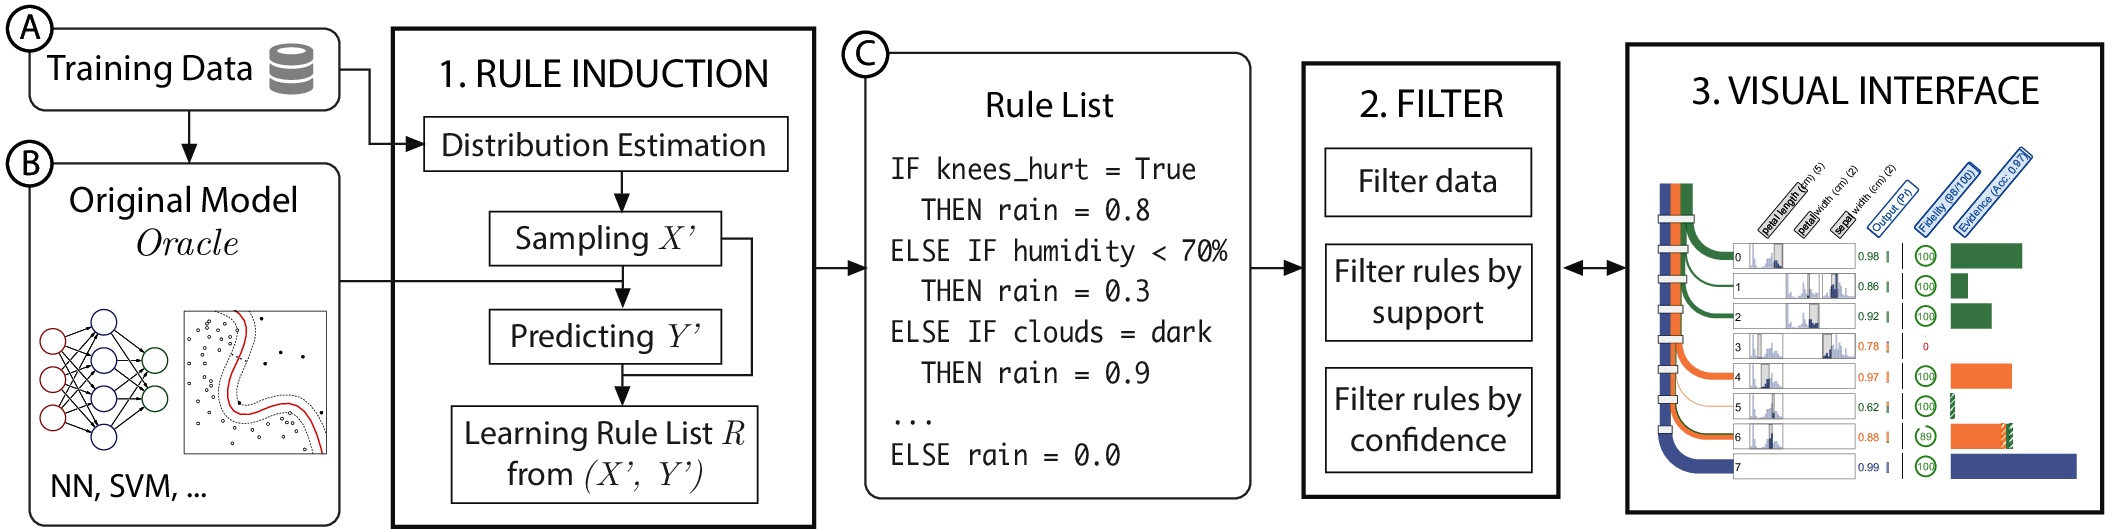 A
Training Data
B
Original Model
Oracle
NN, SVM, ...
1. RULE INDUCTION
Distribution Estimation
Sampling X’
Predicting Y’
Learning Rule List R
from (X’, Y’)
C
Rule List
IF knees_hurt = True
THEN rain = 0.8
ELSE IF humidity < 70%
THEN rain = 0.3
ELSE IF clouds = dark
THEN rain = 0.9
...
ELSE rain = 0.0
2. FILTER
Filter data
Filter rules by
support
Filter rules by
confidence
3. VISUAL INTERFACE
petal length (cm) (5)
petal width (cm) (2)
sepal width (cm) (2)
Output (Pr)
Fidelity (98/100)
Evidence (Acc: 0.97)
0 0.98 100
1 0.86 100
2 0.92 100
3 0.78 0
4 0.97 100
5 0.62 100
6 0.88 89
7 0.99 100